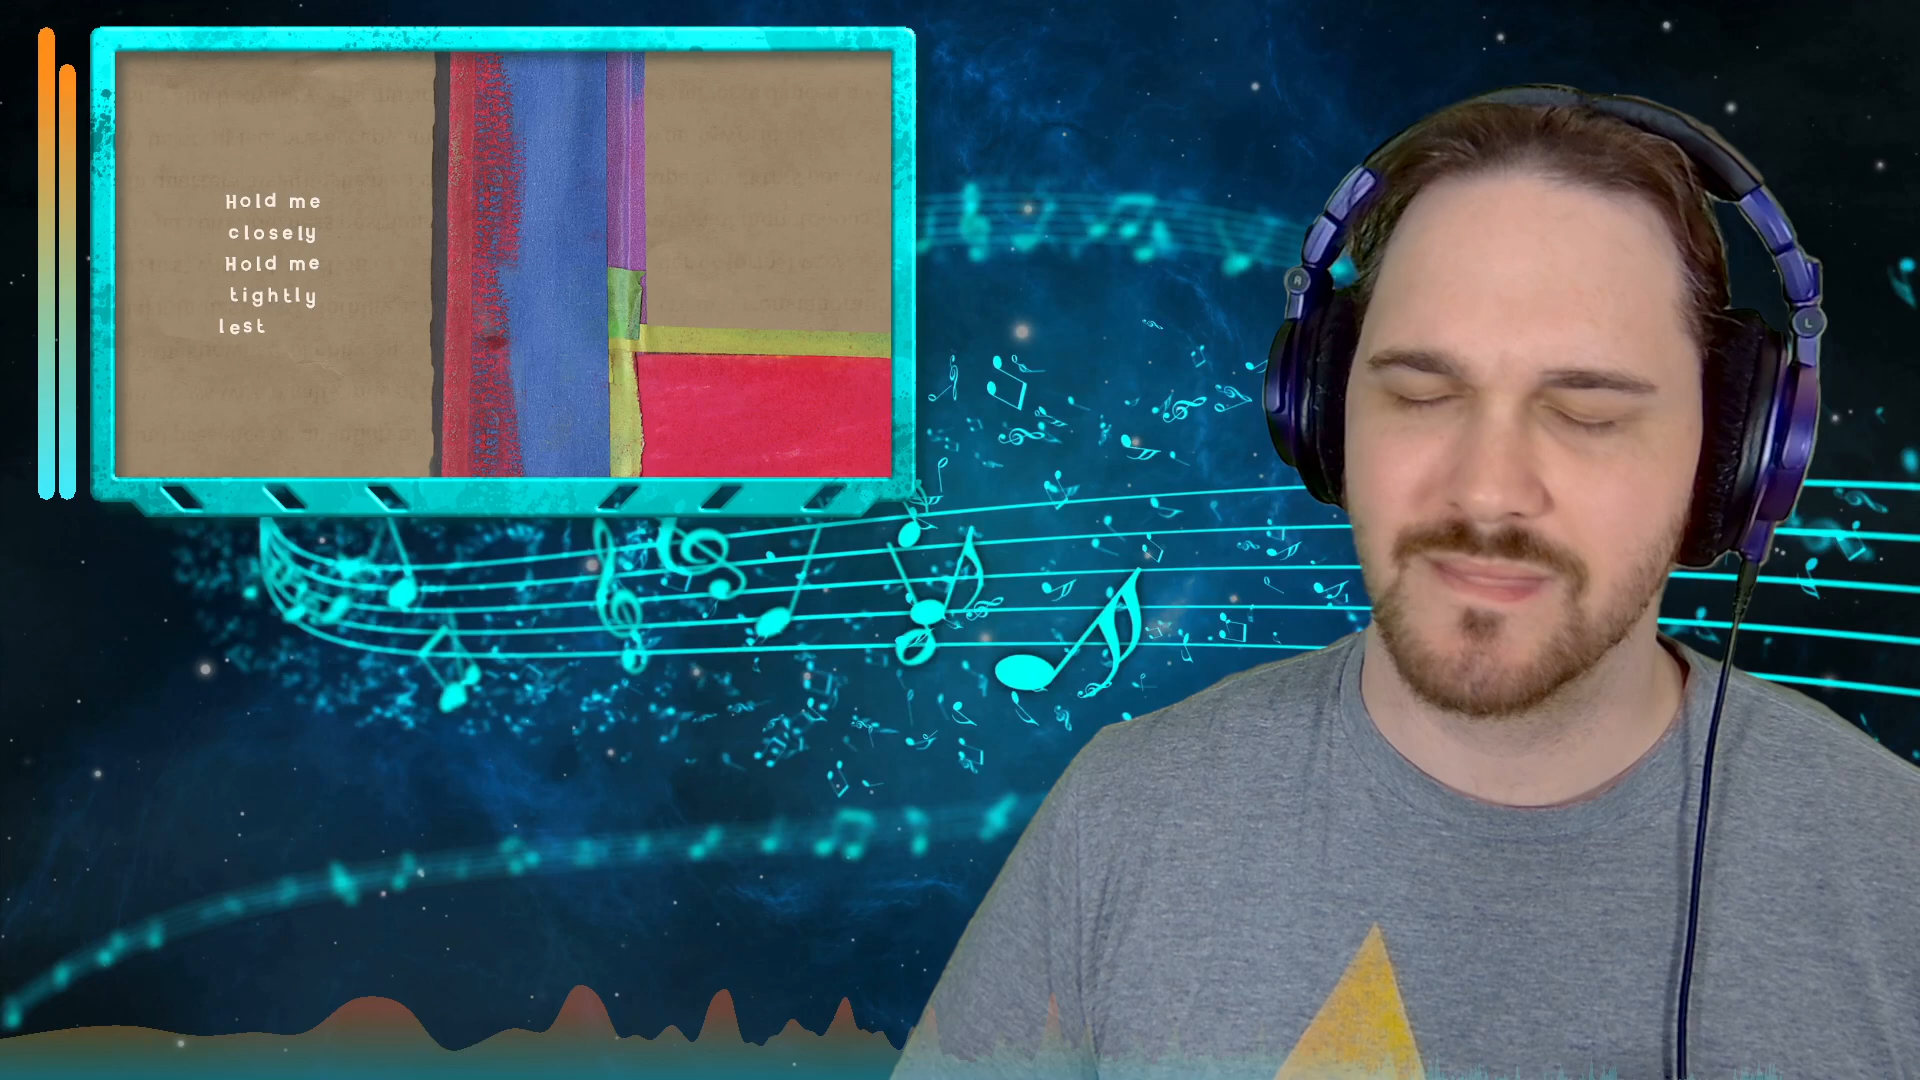 Hold me
closely
Hold me
tightly
lest
R
L